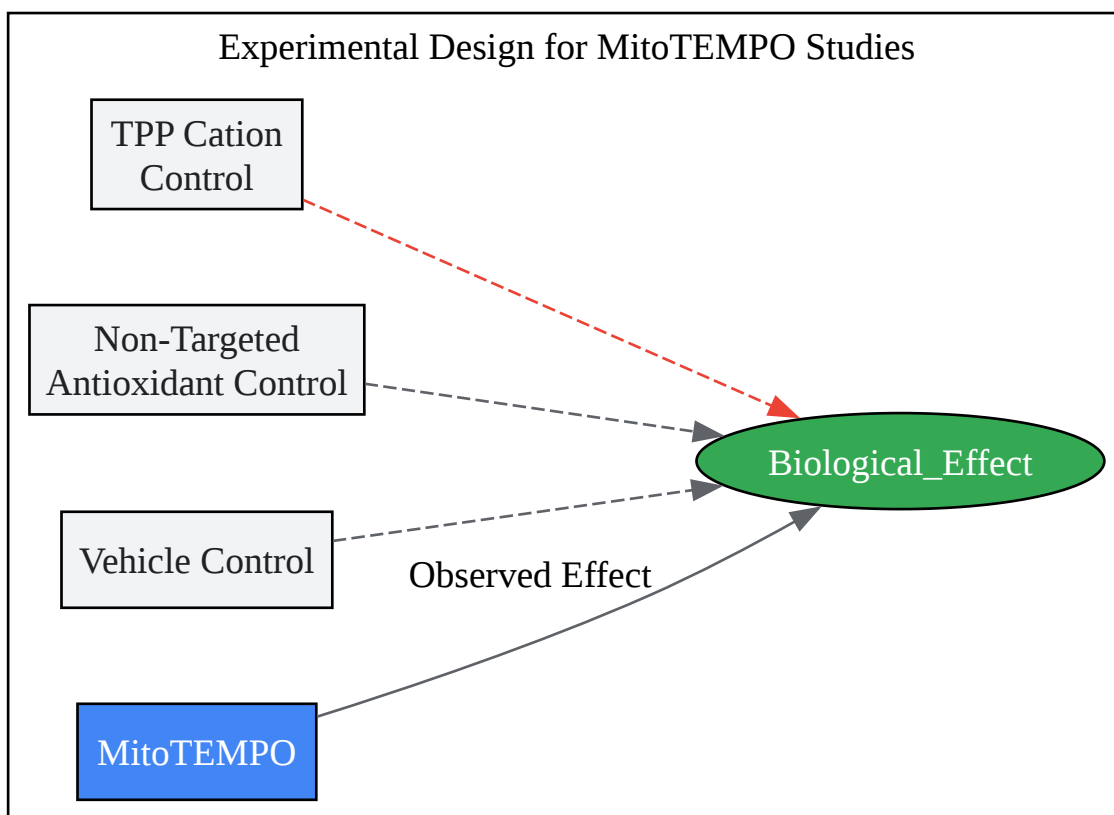 Experimental Design for MitoTEMPO Studies
TPP Cation
Control
Non-Targeted
Antioxidant Control
Biological_Effect
Vehicle Control
Observed Effect
MitoTEMPO